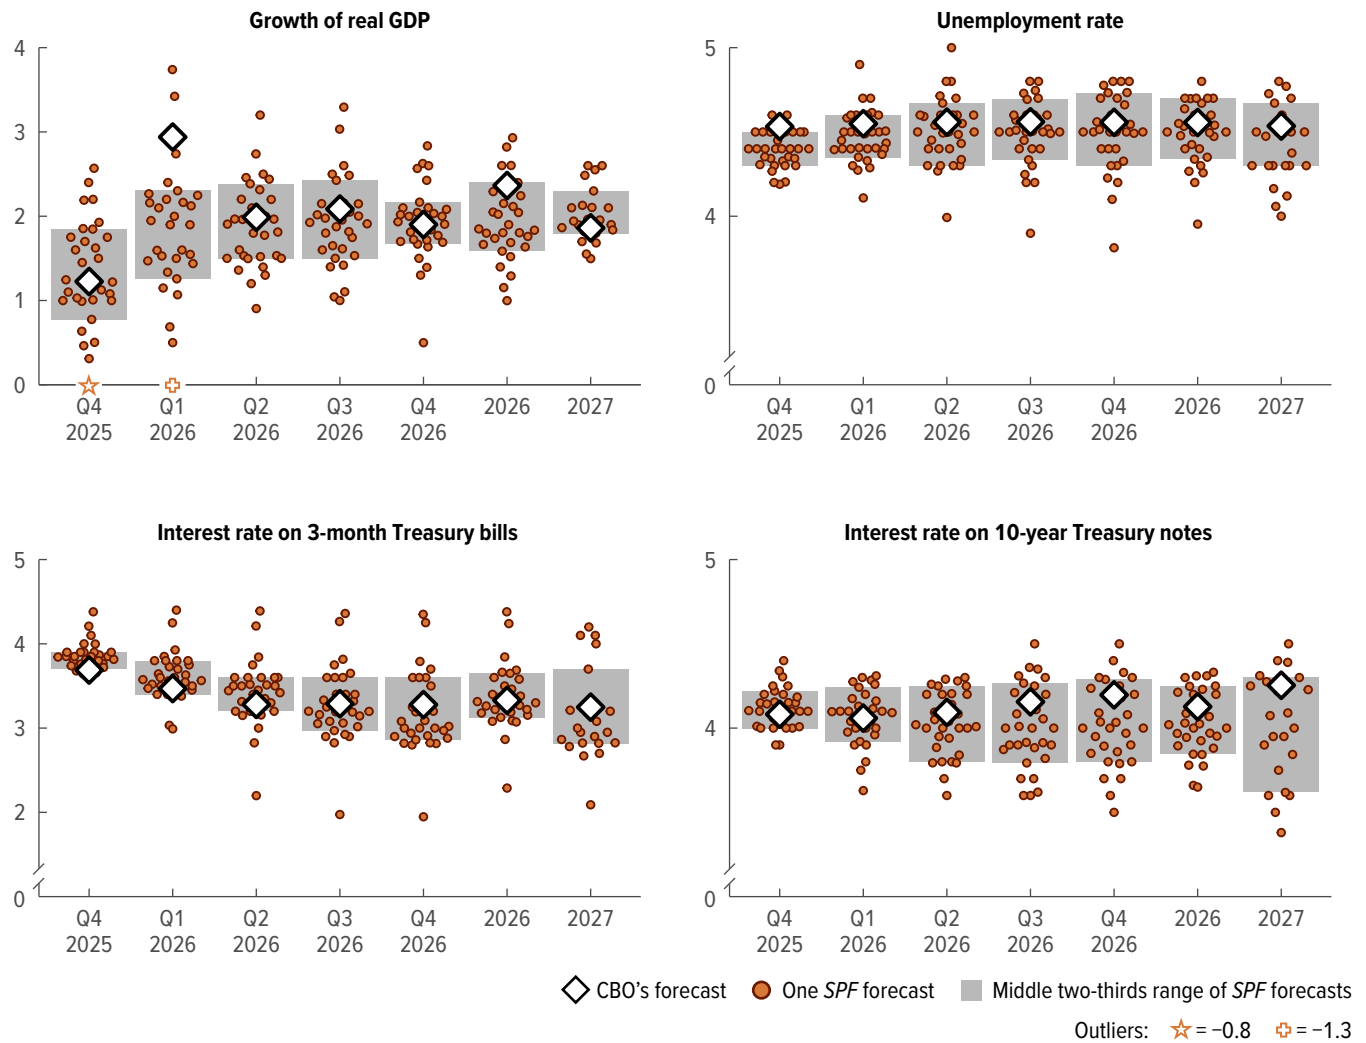 Growth of real GDP
4
3
2
1
0
Q4
2025
Q1
2026
Q2
2026
Q3
2026
Q4
2026
2026
2027
Unemployment rate
5
4
0
Q4
2025
Q1
2026
Q2
2026
Q3
2026
Q4
2026
2026
2027
Interest rate on 3-month Treasury bills
5
4
3
2
0
Q4
2025
Q1
2026
Q2
2026
Q3
2026
Q4
2026
2026
2027
Interest rate on 10-year Treasury notes
5
4
0
Q4
2025
Q1
2026
Q2
2026
Q3
2026
Q4
2026
2026
2027
CBO’s forecast One SPF forecast Middle two-thirds range of SPF forecasts
Outliers: = −0.8 = −1.3